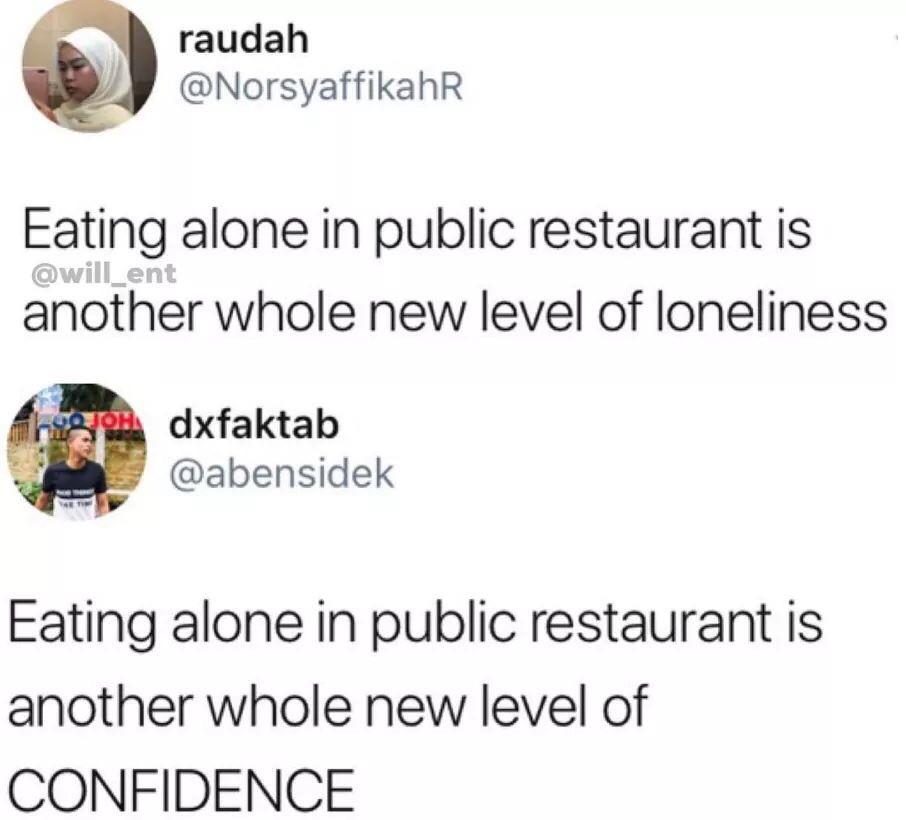 raudah
@NorsyaffikahR
Eating alone in public restaurant is
@will_ent
another whole new level of loneliness
JOH
dxfaktab
@abensidek
Eating alone in public restaurant is
another whole new level of
CONFIDENCE